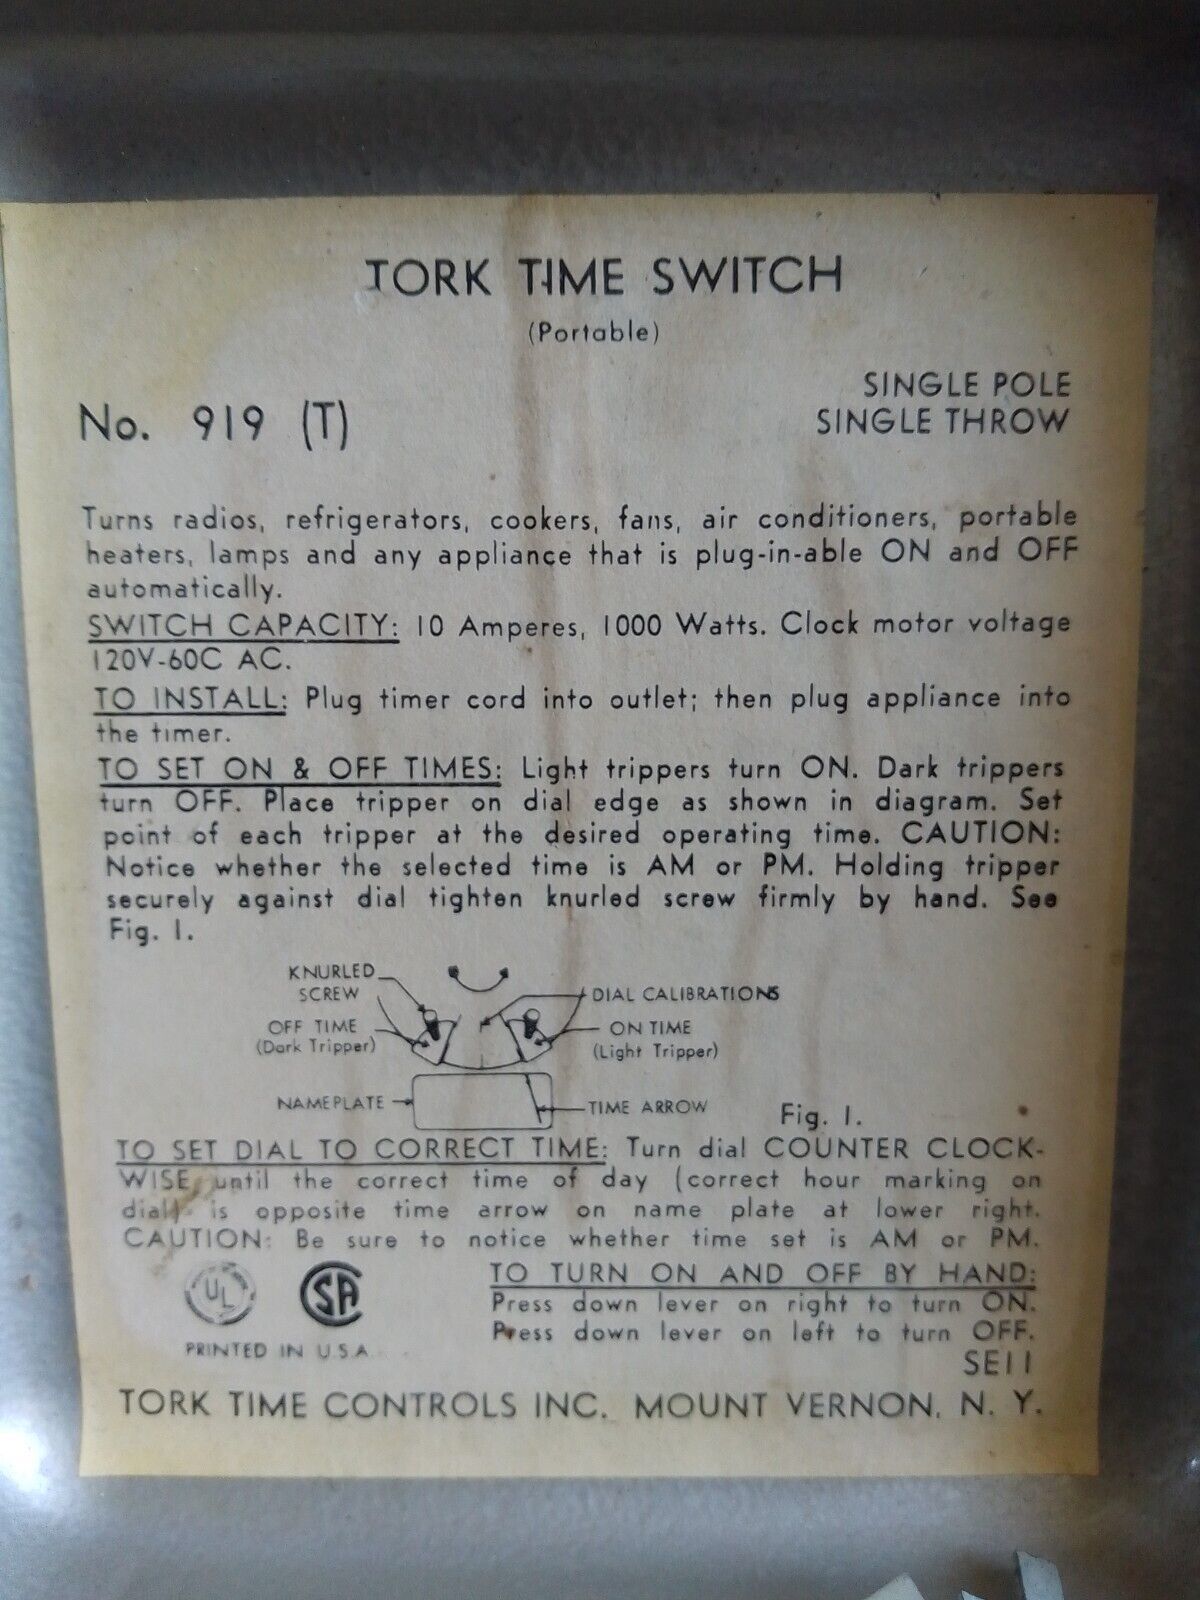 TORK TIME SWITCH
(Portable)
SINGLE POLE
No. 919 (T) SINGLE THROW
Turns radios, refrigerators, cookers, fans, air conditioners, portable
heaters, lamps and any appliance that is plug-in-able ON and OFF
automatically.
SWITCH CAPACITY: 10 Amperes, 1000 Watts. Clock motor voltage
120V-60C AC.
TO INSTALL: Plug timer cord into outlet; then plug appliance into
the timer.
TO SET ON & OFF TIMES: Light trippers turn ON. Dark trippers
turn OFF. Place tripper on dial edge as shown in diagram. Set
point of each tripper at the desired operating time. CAUTION:
Notice whether the selected time is AM or PM. Holding tripper
securely against dial tighten knurled screw firmly by hand. See
Fig. 1.
KNURLED
SCREW
DIAL CALIBRATIONS
OFF TIME
(Dark Tripper)
ON TIME
(Light Tripper)
NAMEPLATE
TIME ARROW
Fig. 1.
TO SET DIAL TO CORRECT TIME: Turn dial COUNTER CLOCK-
WISE until the correct time of day (correct hour marking on
dial) is opposite time arrow on name plate at lower right.
CAUTION: Be sure to notice whether time set is AM or PM.
UL
SA
PRINTED IN U.S.A.
TO TURN ON AND OFF BY HAND:
Press down lever on right to turn ON.
Press down lever on left to turn OFF.
SE11
TORK TIME CONTROLS INC. MOUNT VERNON, N. Y.